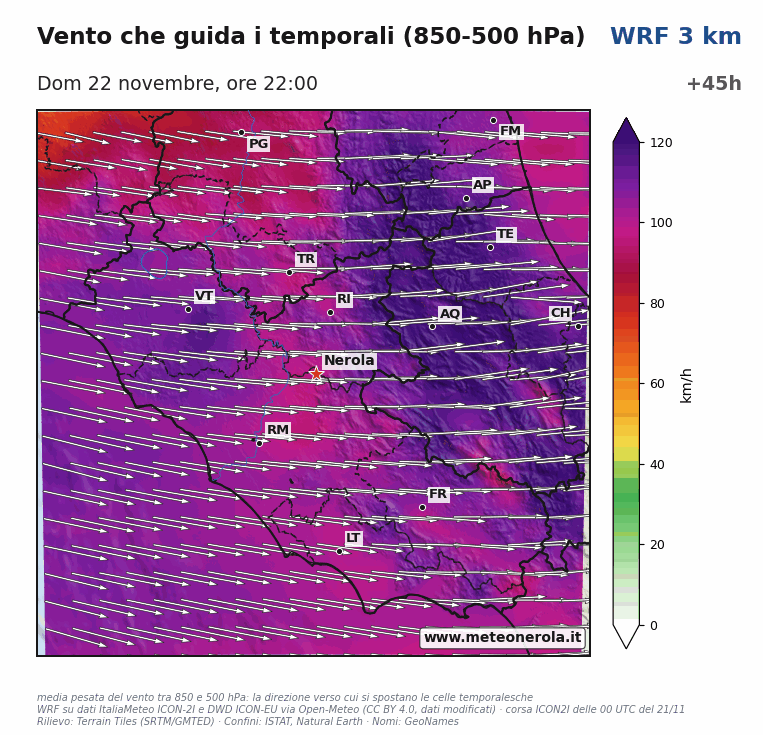 Vento che guida i temporali (850-500 hPa) WRF 3 km
Dom 22 novembre, ore 22:00 +45h
PG
FM
AP
TE
TR
VT
RI
AQ
CH
Nerola
RM
FR
LT
www.meteonerola.it
120
100
80
60
40
20
0
km/h
media pesata del vento tra 850 e 500 hPa: la direzione verso cui si spostano le celle temporalesche
WRF su dati ItaliaMeteo ICON-2I e DWD ICON-EU via Open-Meteo (CC BY 4.0, dati modificati) · corsa ICON2I delle 00 UTC del 21/11
Rilievo: Terrain Tiles (SRTM/GMTED) · Confini: ISTAT, Natural Earth · Nomi: GeoNames